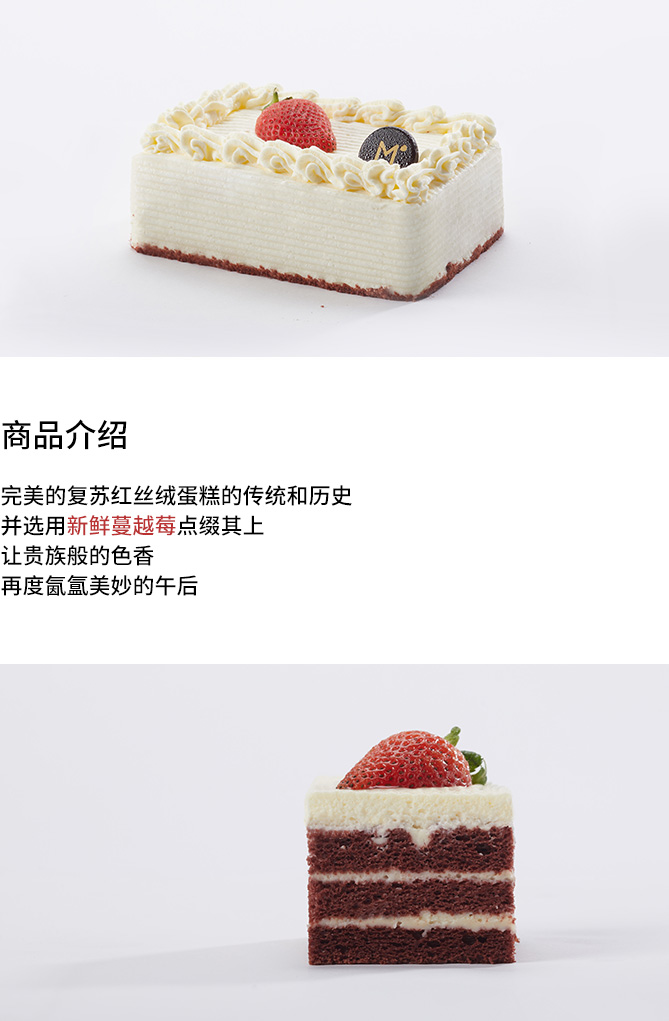 M
商品介绍
完美的复苏红丝绒蛋糕的传统和历史
并选用新鲜蔓越莓点缀其上
让贵族般的色香
再度氤氲美妙的午后